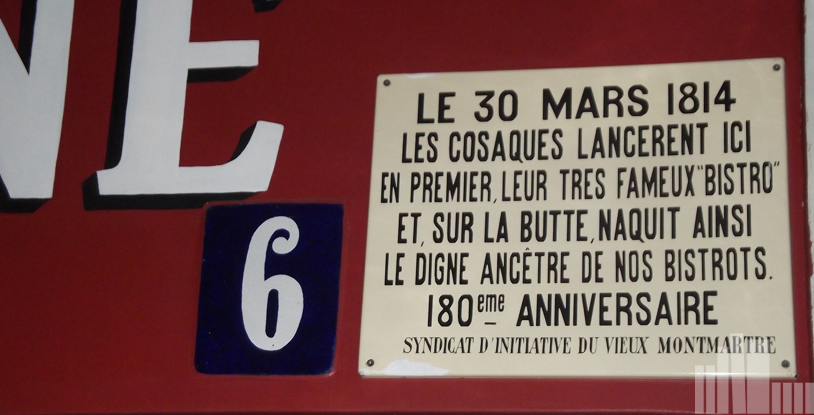 NE
6
LE 30 MARS 1814
LES COSAQUES LANCERENT ICI
EN PREMIER, LEUR TRES FAMEUX "BISTRO"
ET, SUR LA BUTTE, NAQUIT AINSI
LE DIGNE ANCÊTRE DE NOS BISTROTS.
180eme ANNIVERSAIRE
SYNDICAT D'INITIATIVE DU VIEUX MONTMARTRE